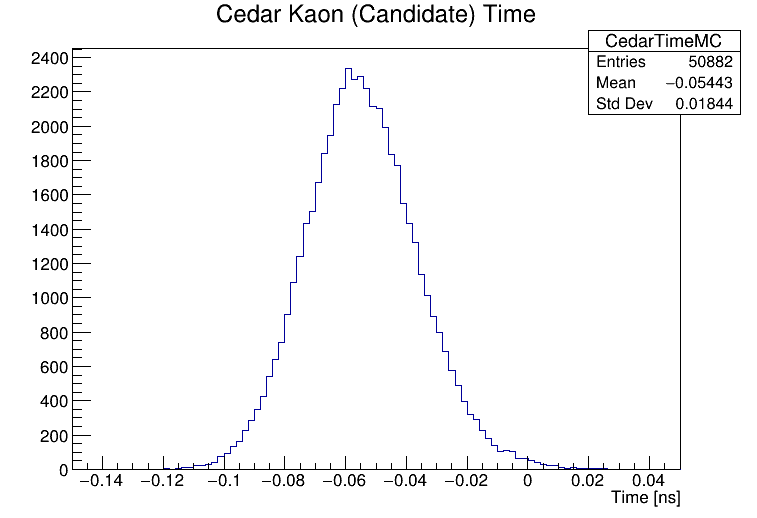 Cedar Kaon (Candidate) Time
CedarTimeMC
Entries 50882
Mean −0.05443
Std Dev 0.01844
2400
2200
2000
1800
1600
1400
1200
1000
800
600
400
200
0
−0.14 −0.12 −0.1 −0.08 −0.06 −0.04 −0.02 0 0.02 0.04
Time [ns]